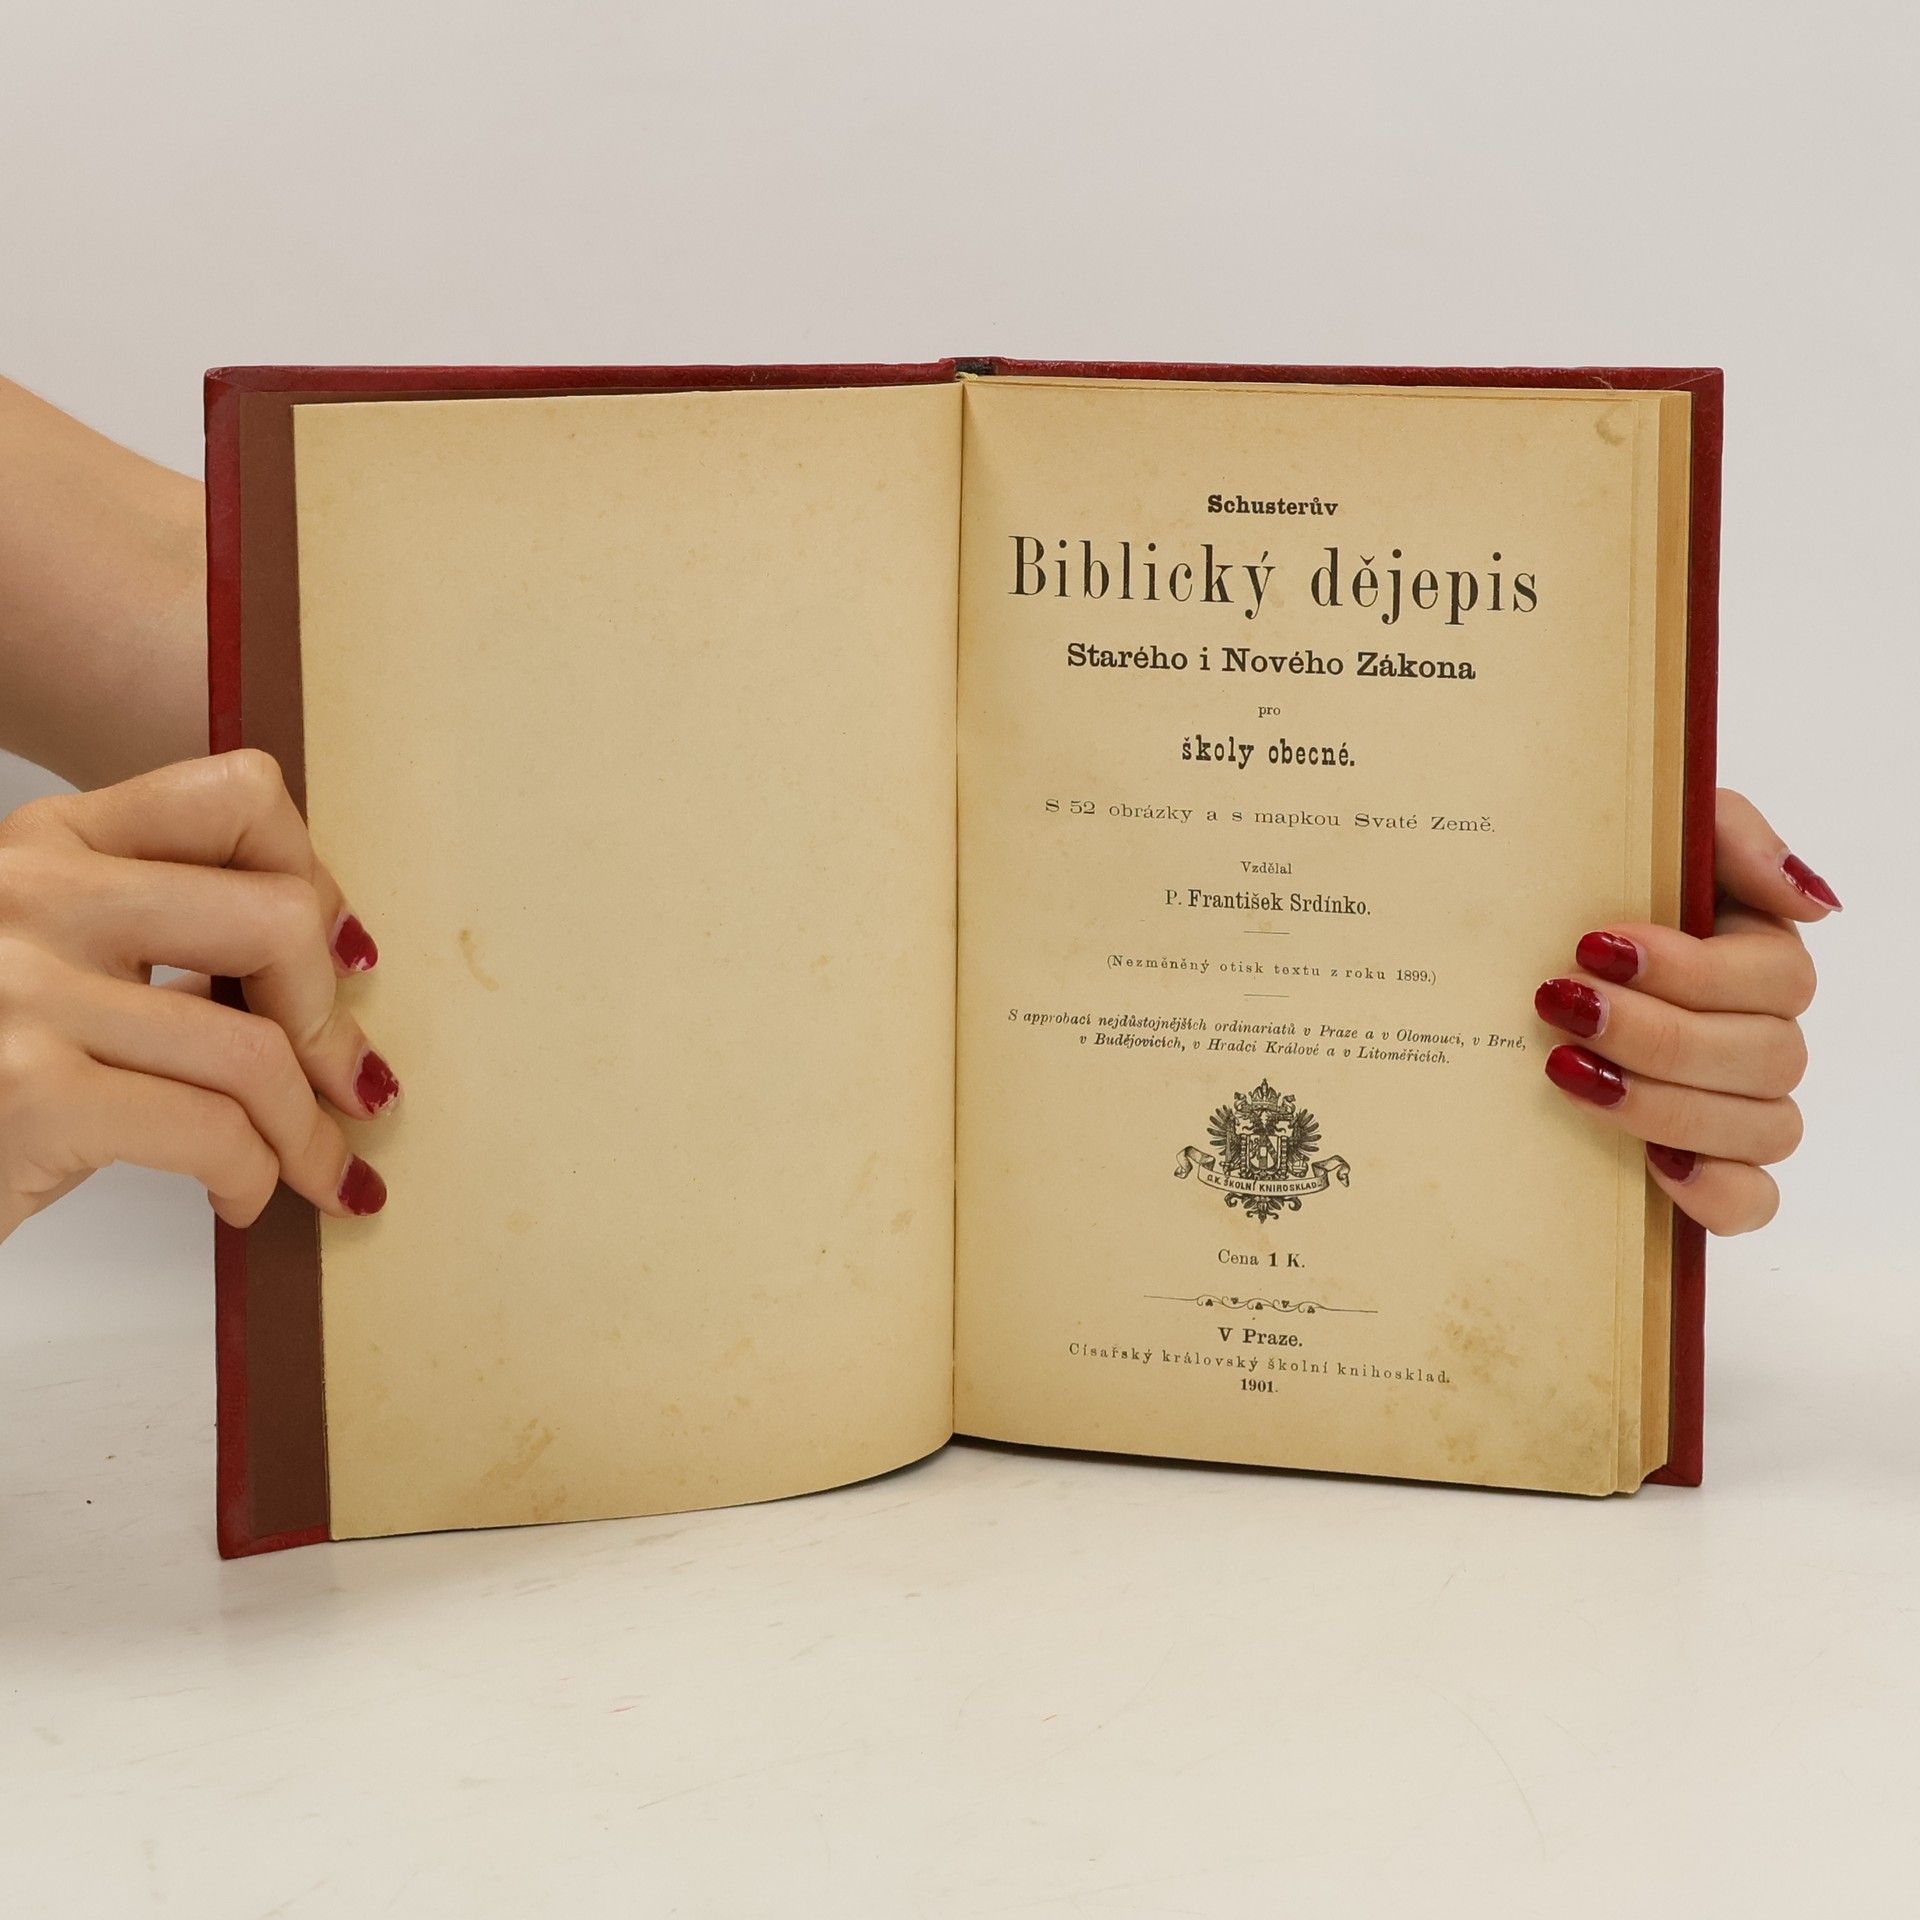 Schusterův
Biblický dějepis
Starého i Nového Zákona
pro
školy obecné.
S 52 obrázky a s mapkou Svaté Země.
Vzdělal
P. František Srdínko.
(Nezměněný otisk textu z roku 1899.)
S approbací nejdůstojnějších ordinariatů v Praze a v Olomouci, v Brně,
v Budějovicích, v Hradci Králové a v Litoměřicích.
C. K. ŠKOLNÍ KNIHOSKLAD.
Cena 1 K.
V Praze.
Císařský královský školní knihosklad.
1901.